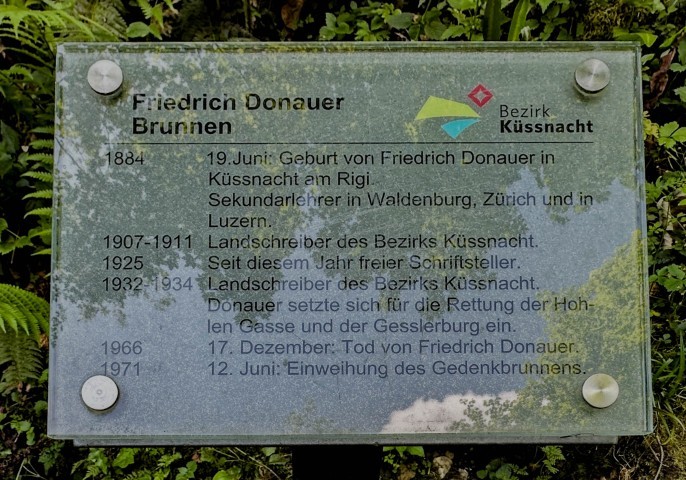 Friedrich Donauer
Brunnen
Bezirk
Küssnacht
1884 19.Juni: Geburt von Friedrich Donauer in
Küssnacht am Rigi.
Sekundarlehrer in Waldenburg, Zürich und in
Luzern.
1907-1911 Landschreiber des Bezirks Küssnacht.
1925 Seit diesem Jahr freier Schriftsteller.
1932-1934 Landschreiber des Bezirks Küssnacht.
Donauer setzte sich für die Rettung der Hoh-
len Gasse und der Gesslerburg ein.
1966 17. Dezember: Tod von Friedrich Donauer.
1971 12. Juni: Einweihung des Gedenkbrunnens.